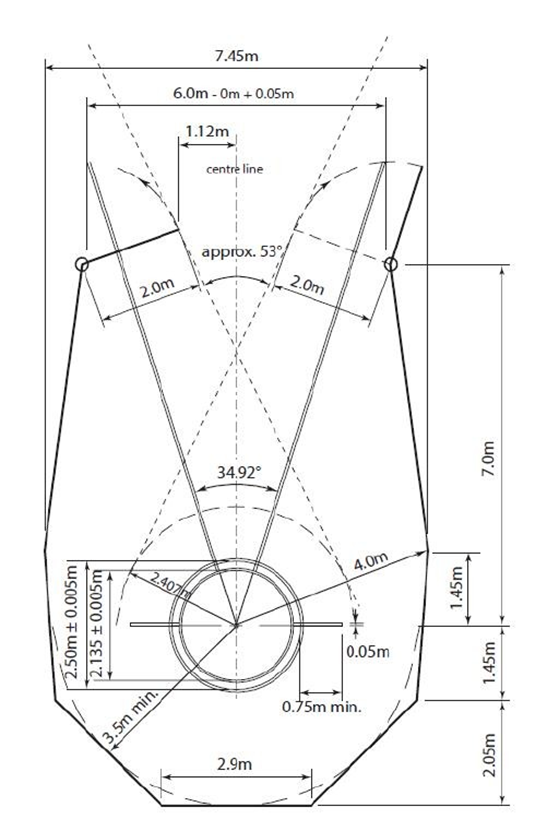 7.45m
6.0m - 0m + 0.05m
1.12m
centre line
approx. 53°
2.0m
2.0m
34.92°
7.0m
2.407m
4.0m
1.45m
2.50m ± 0.005m
2.135 ± 0.005m
0.05m
1.45m
0.75m min.
3.5m min.
2.9m
2.05m